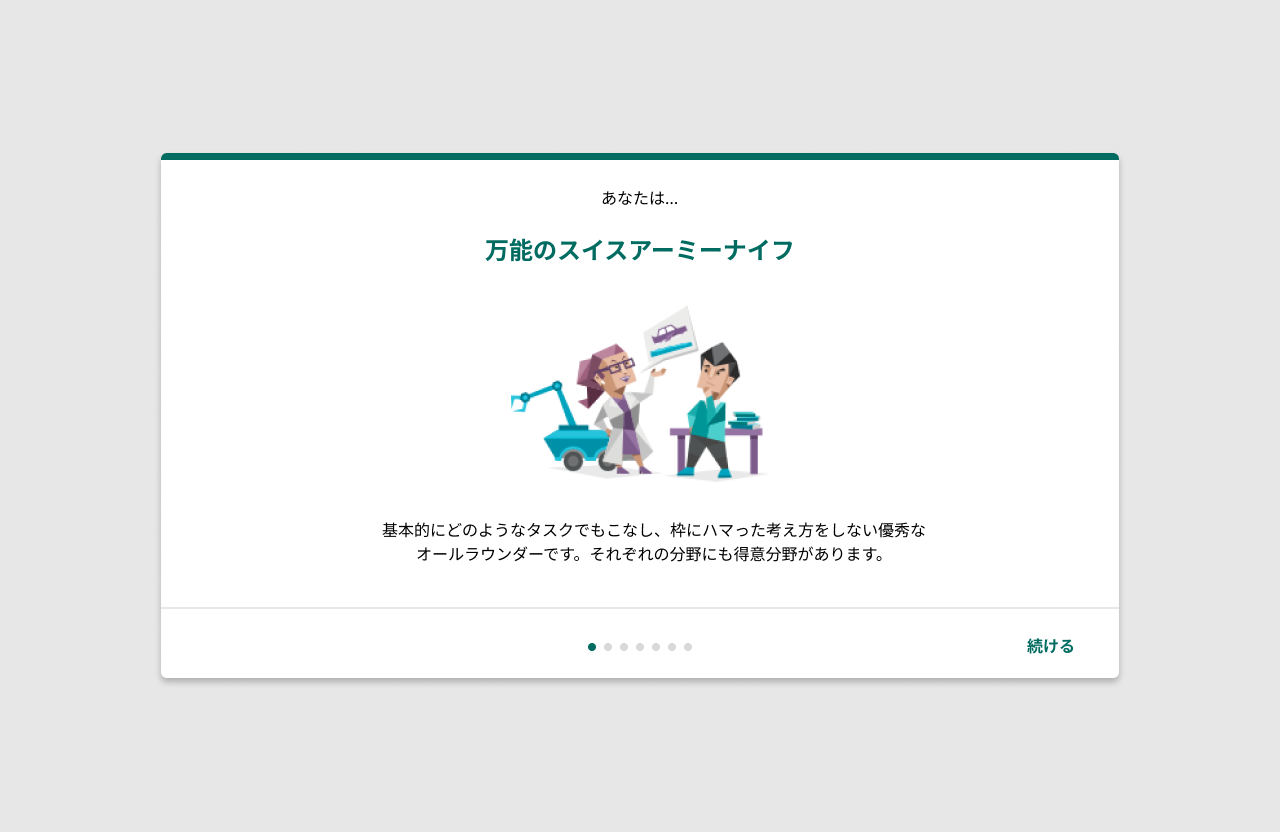 あなたは...
万能のスイスアーミーナイフ
基本的にどのようなタスクでもこなし、枠にハマった考え方をしない優秀な
オールラウンダーです。それぞれの分野にも得意分野があります。
続ける